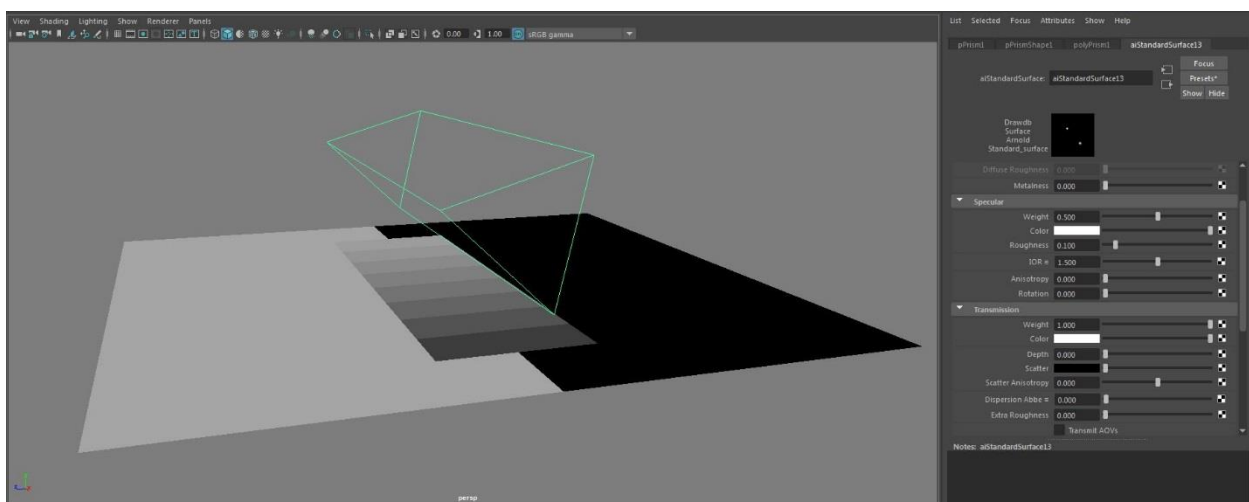 View Shading Lighting Show Renderer Panels
0.00 1.00 sRGB gamma
persp
List Selected Focus Attributes Show Help
pPrism1 pPrismShape1 polyPrism1 aiStandardSurface13
Focus
aiStandardSurface: aiStandardSurface13 Presets*
Show Hide
Drawdb
Surface
Arnold
Standard_surface
Diffuse Roughness 0.000
Metalness 0.000
Specular
Weight 0.500
Color
Roughness 0.100
IOR = 1.500
Anisotropy 0.000
Rotation 0.000
Transmission
Weight 1.000
Color
Depth 0.000
Scatter
Scatter Anisotropy 0.000
Dispersion Abbe = 0.000
Extra Roughness 0.000
Transmit AOVs
Notes: aiStandardSurface13